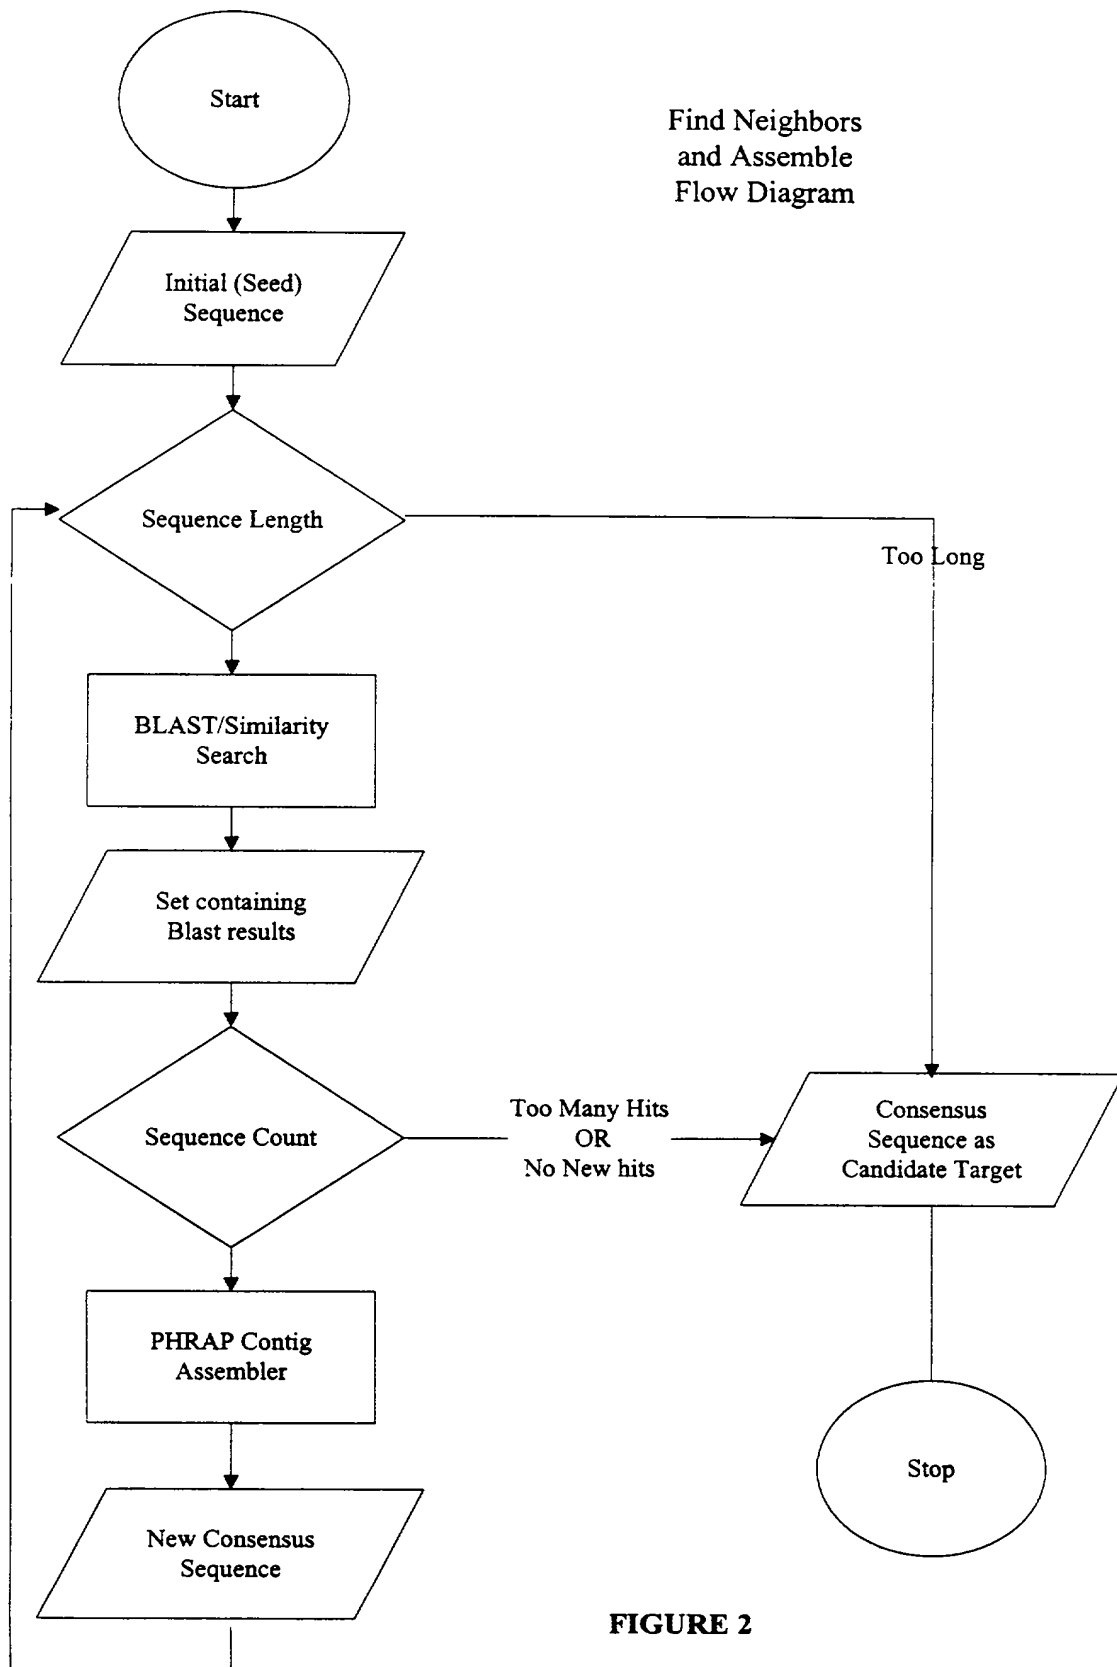 Start
Find Neighbors
and Assemble
Flow Diagram
Initial (Seed)
Sequence
Sequence Length
Too Long
BLAST/Similarity
Search
Set containing
Blast results
Sequence Count
Too Many Hits
OR
No New hits
Consensus
Sequence as
Candidate Target
PHRAP Contig
Assembler
Stop
New Consensus
Sequence
FIGURE 2